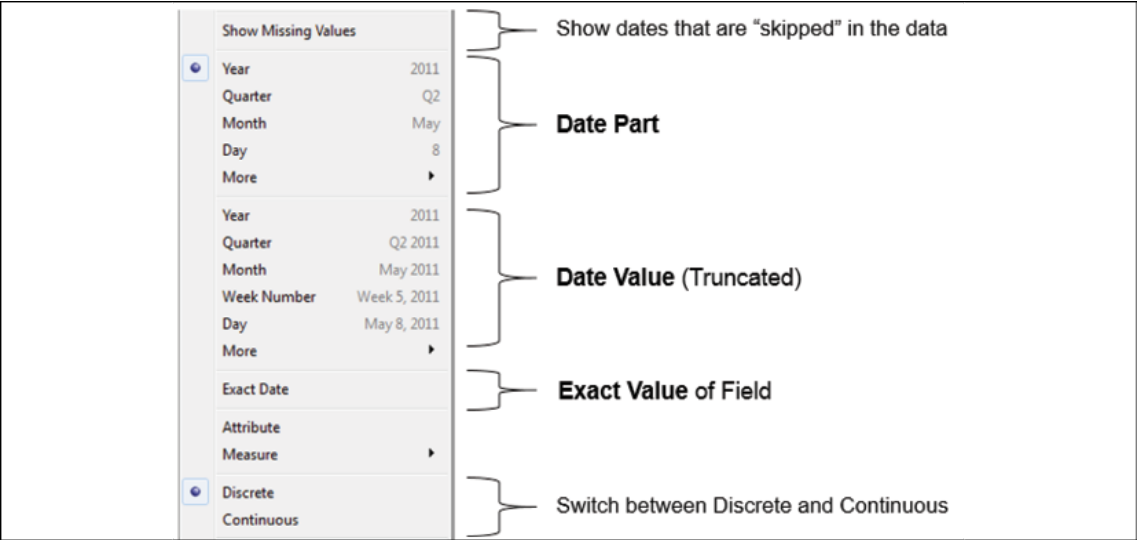 Show Missing Values
Show dates that are “skipped” in the data
Year 2011
Quarter Q2
Month May
Day 8
More
Date Part
Year 2011
Quarter Q2 2011
Month May 2011
Week Number Week 5, 2011
Day May 8, 2011
More
Date Value (Truncated)
Exact Date
Exact Value of Field
Attribute
Measure
Discrete
Continuous
Switch between Discrete and Continuous